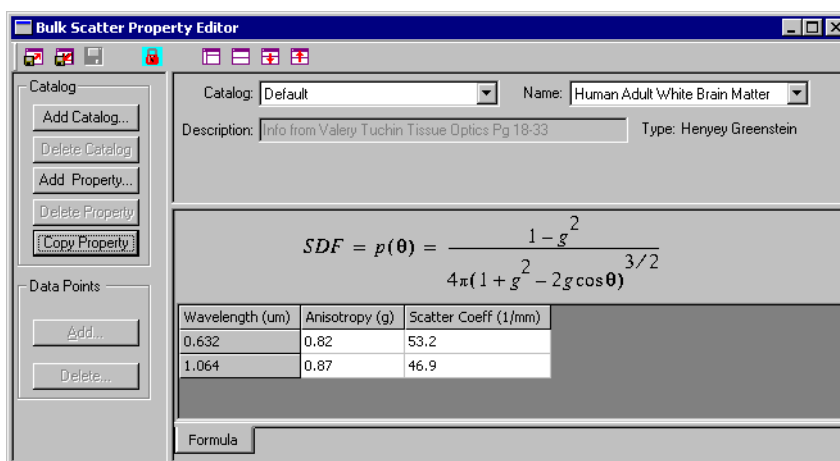 Bulk Scatter Property Editor
Catalog
Add Catalog...
Delete Catalog
Add Property...
Delete Property
Copy Property
Data Points
Add...
Delete...
Catalog: Default Name: Human Adult White Brain Matter
Description: Info from Valery Tuchin Tissue Optics Pg 18-33 Type: Henyey Greenstein
SDF = p(θ) = 1 - g^2 / 4π(1 + g^2 - 2g cosθ)^3/2
Wavelength (um) Anisotropy (g) Scatter Coeff (1/mm)
0.632 0.82 53.2
1.064 0.87 46.9
Formula